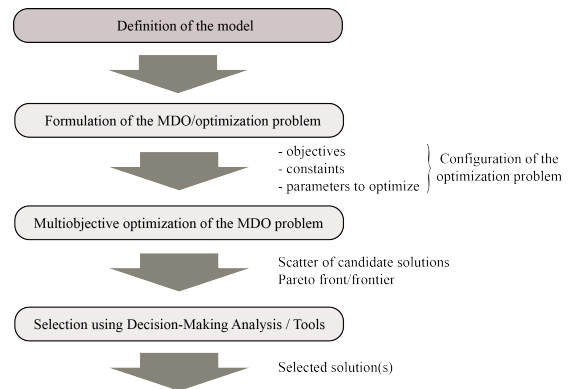 Definition of the model
Formulation of the MDO/optimization problem
- objectives
- constaints
- parameters to optimize
Configuration of the
optimization problem
Multiobjective optimization of the MDO problem
Scatter of candidate solutions
Pareto front/frontier
Selection using Decision-Making Analysis / Tools
Selected solution(s)